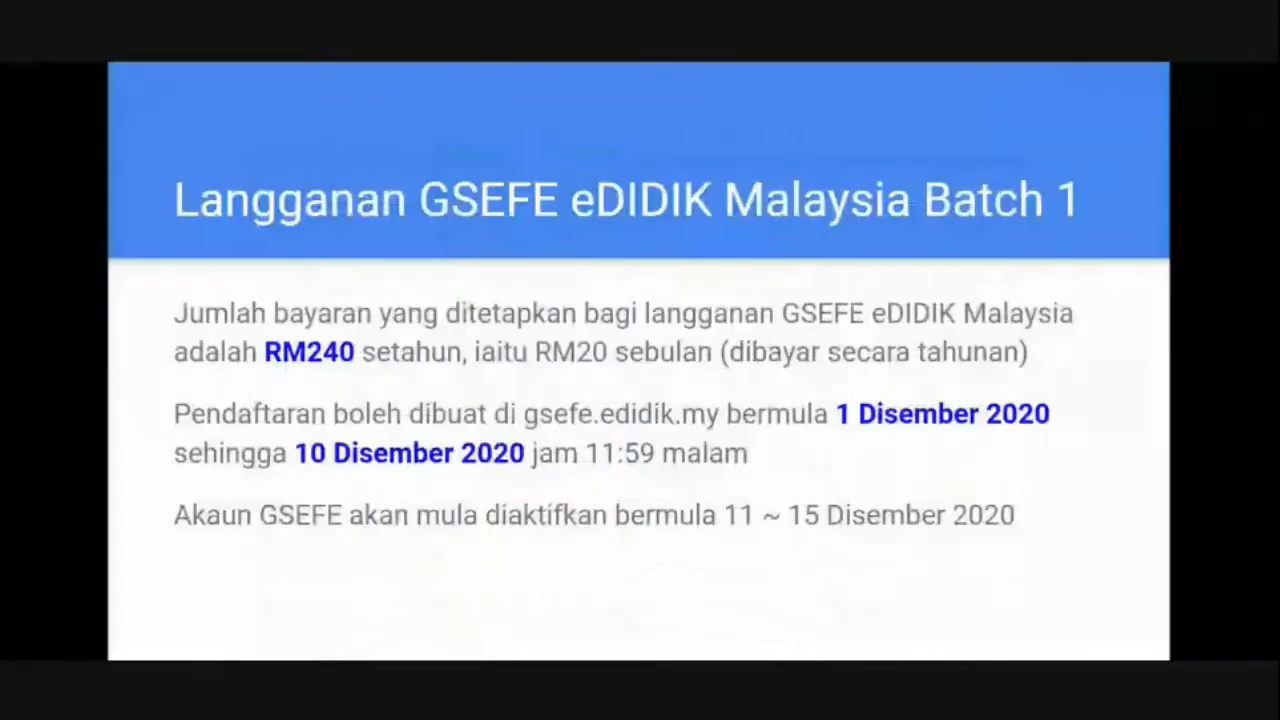 Langganan GSEFE eDIDIK Malaysia Batch 1
Jumlah bayaran yang ditetapkan bagi langganan GSEFE eDIDIK Malaysia
adalah RM240 setahun, iaitu RM20 sebulan (dibayar secara tahunan)
Pendaftaran boleh dibuat di gsefe.edidik.my bermula 1 Disember 2020
sehingga 10 Disember 2020 jam 11:59 malam
Akaun GSEFE akan mula diaktifkan bermula 11 ~ 15 Disember 2020